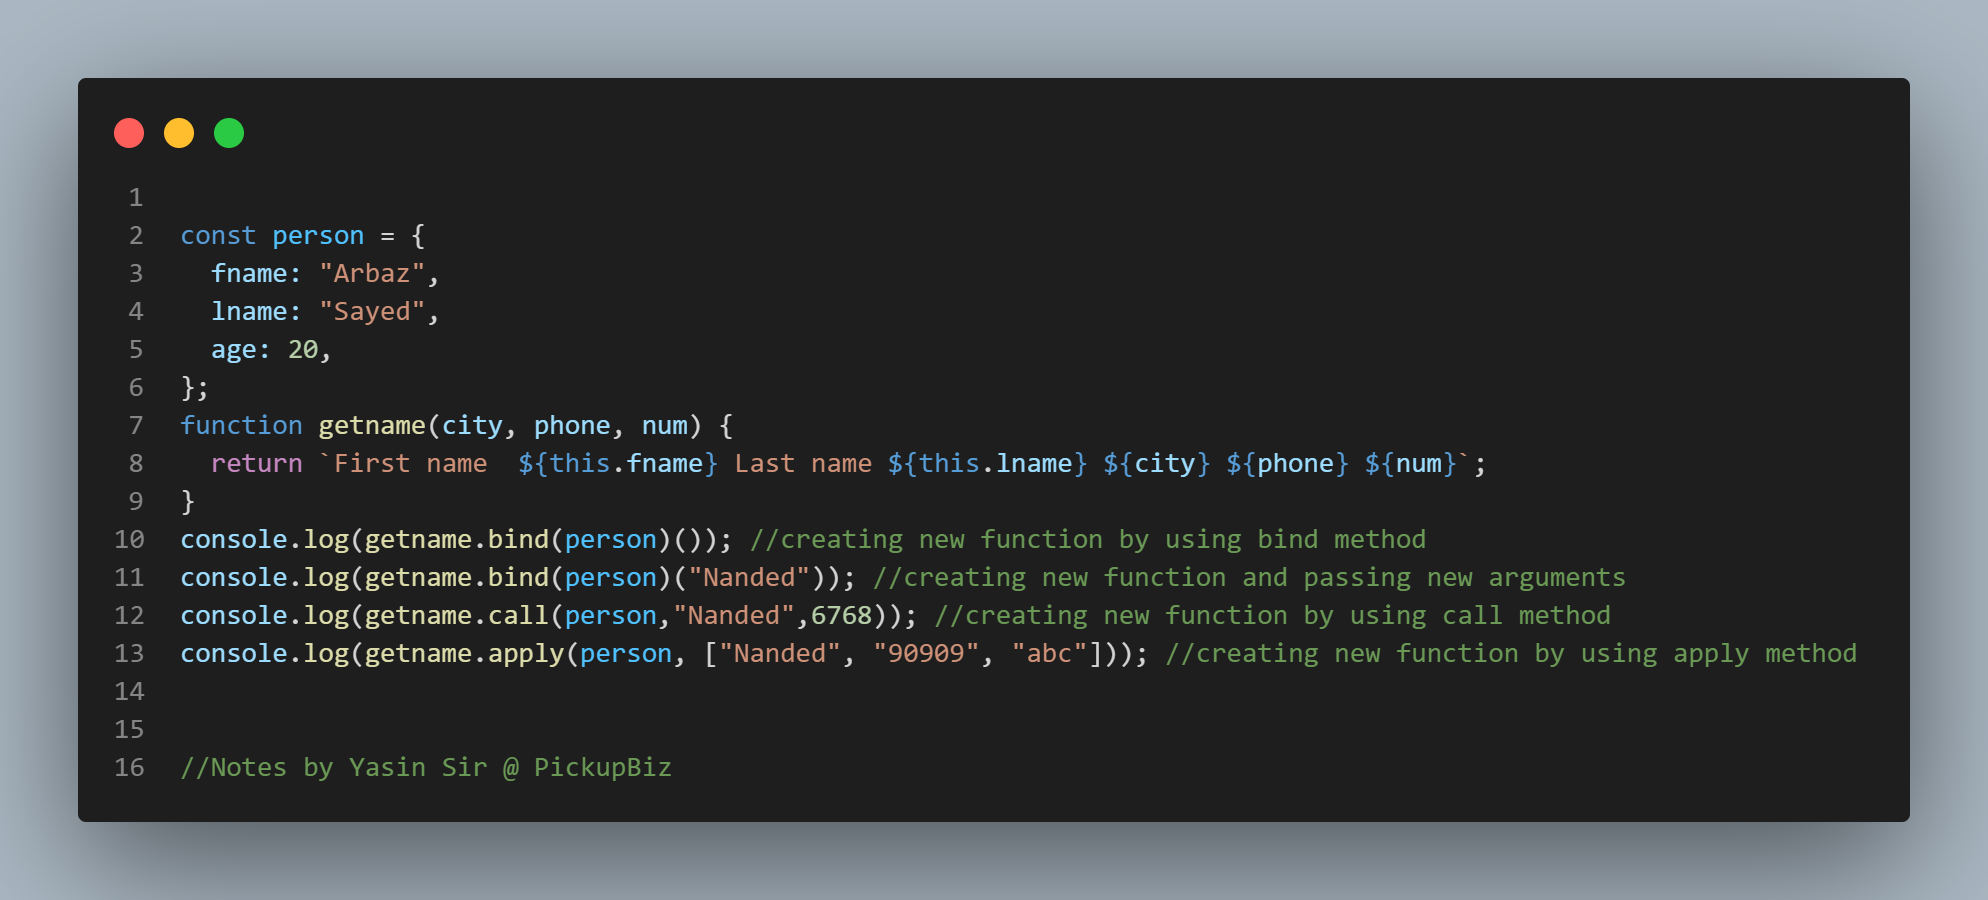 1
2 const person = {
3   fname: "Arbaz",
4   lname: "Sayed",
5   age: 20,
6 };
7 function getname(city, phone, num) {
8   return `First name  ${this.fname} Last name ${this.lname} ${city} ${phone} ${num}`;
9 }
10 console.log(getname.bind(person)()); //creating new function by using bind method
11 console.log(getname.bind(person)("Nanded")); //creating new function and passing new arguments
12 console.log(getname.call(person,"Nanded",6768)); //creating new function by using call method
13 console.log(getname.apply(person, ["Nanded", "90909", "abc"])); //creating new function by using apply method
14
15
16 //Notes by Yasin Sir @ PickupBiz